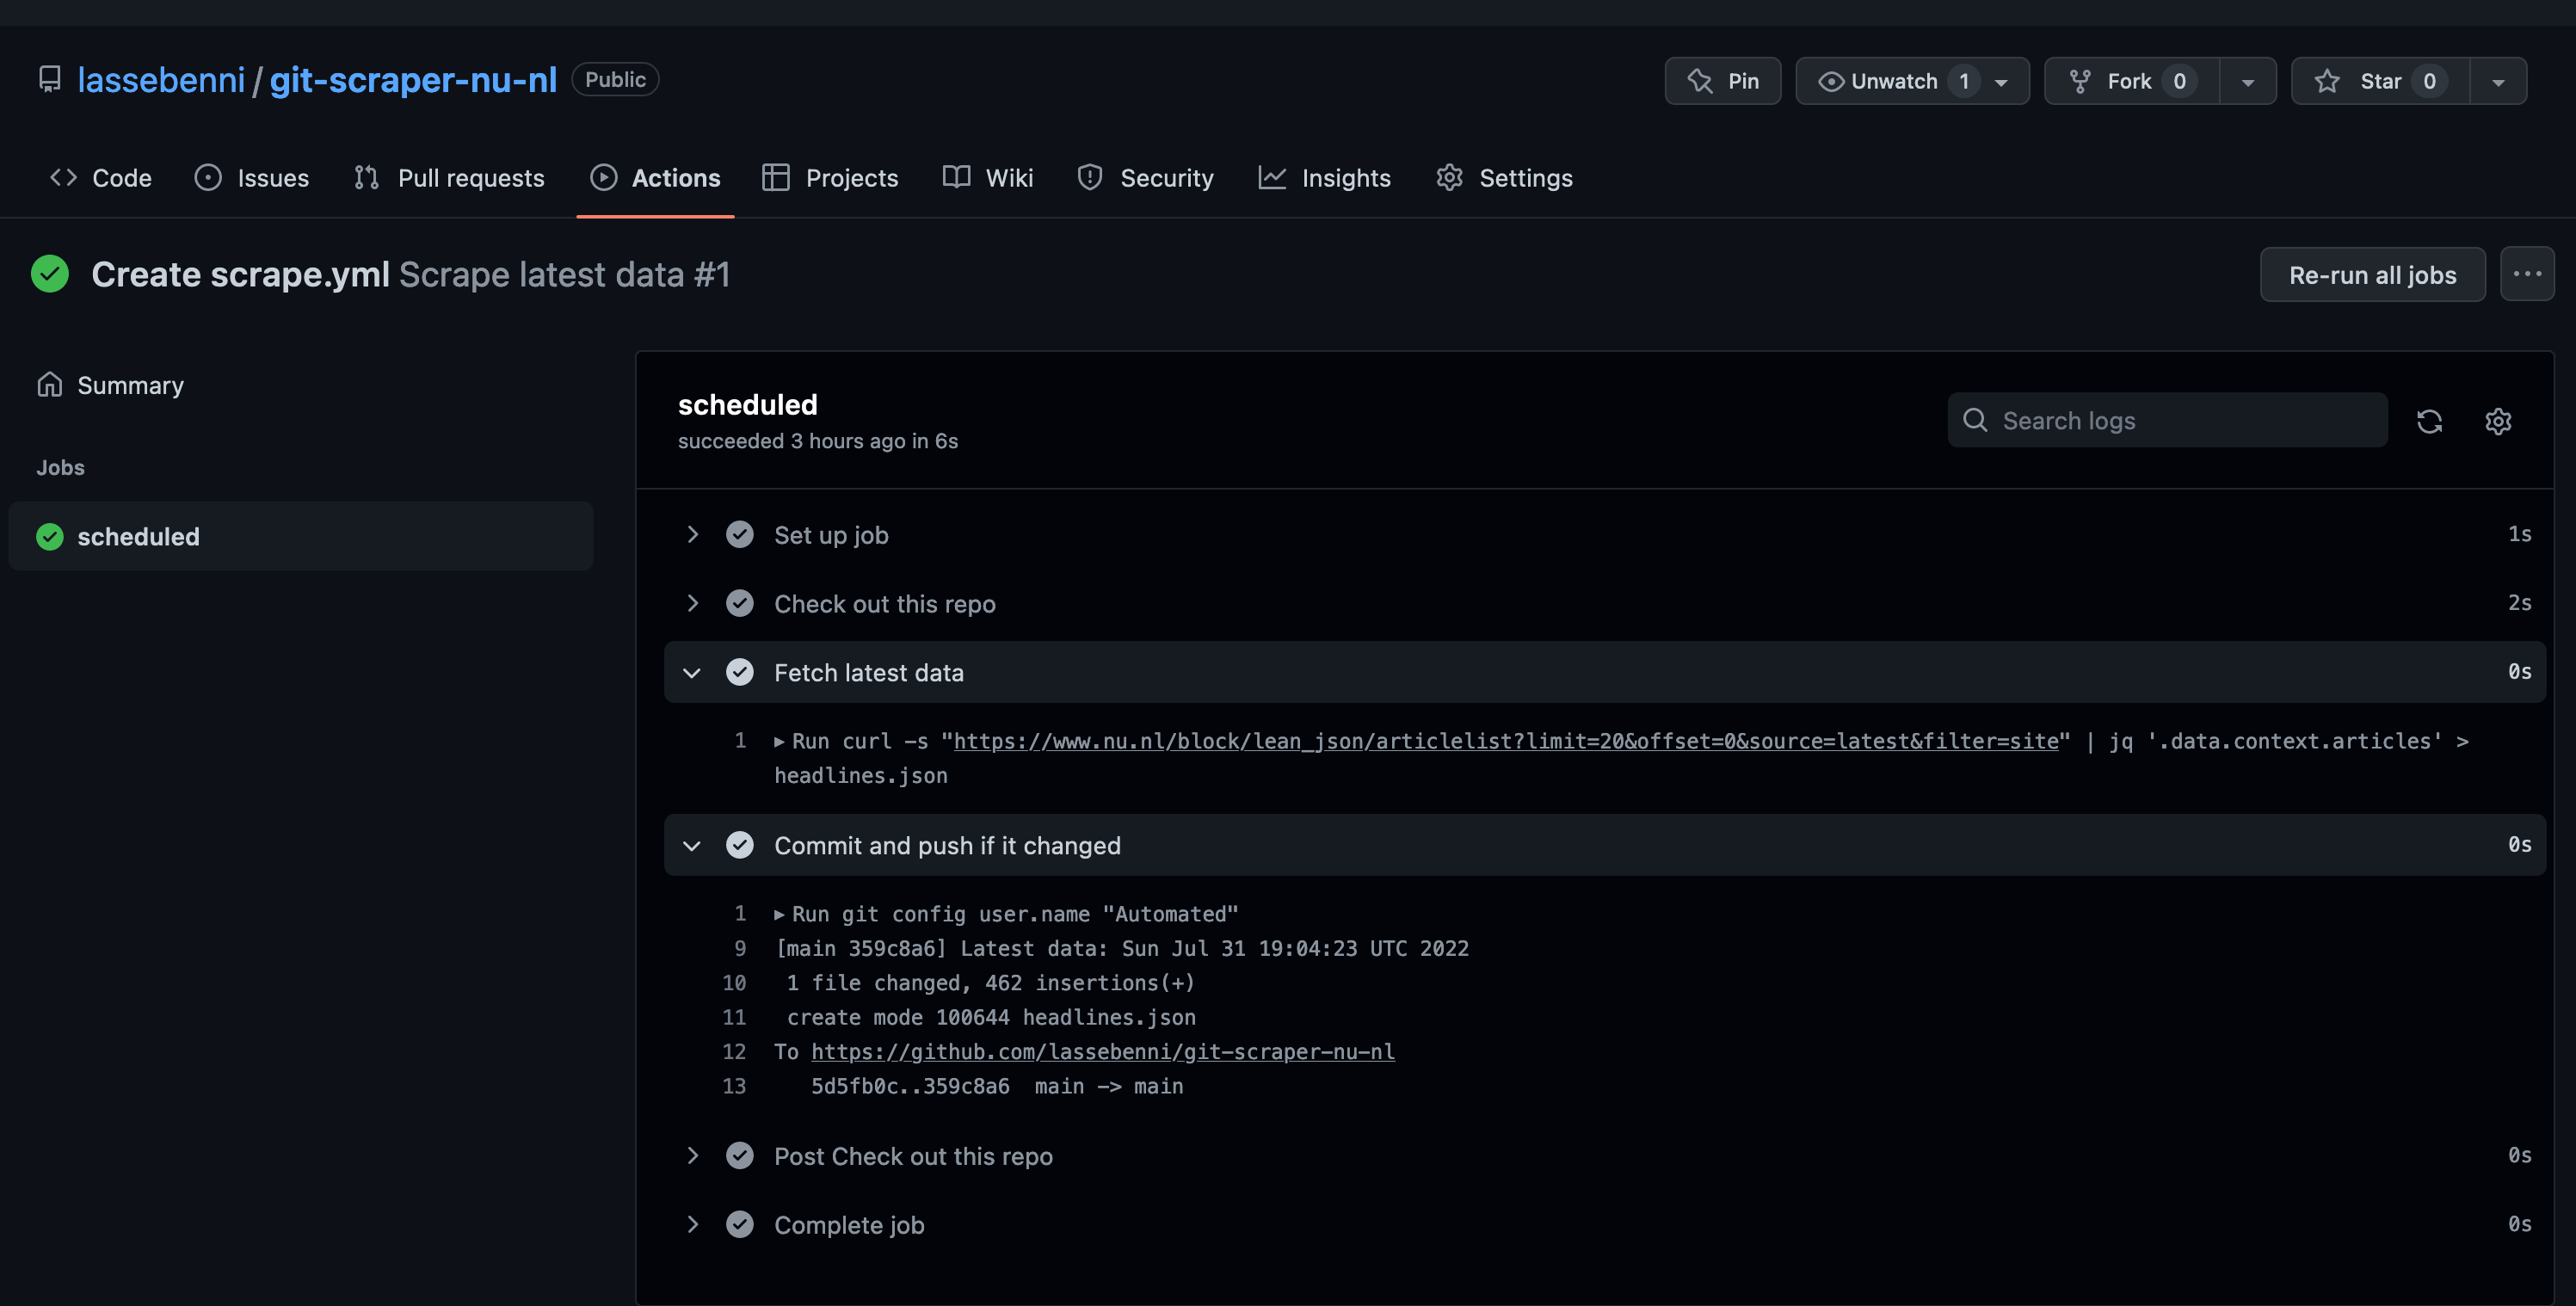 lassebenni / git-scraper-nu-nl Public
Pin
Unwatch 1
Fork 0
Star 0
Code
Issues
Pull requests
Actions
Projects
Wiki
Security
Insights
Settings
Create scrape.yml Scrape latest data #1
Re-run all jobs
Summary
Jobs
scheduled
scheduled
succeeded 3 hours ago in 6s
Search logs
Set up job 1s
Check out this repo 2s
Fetch latest data 0s
1 Run curl -s "https://www.nu.nl/block/lean_json/articlelist?limit=20&offset=0&source=latest&filter=site" | jq '.data.context.articles' >
headlines.json
Commit and push if it changed 0s
1 Run git config user.name "Automated"
9 [main 359c8a6] Latest data: Sun Jul 31 19:04:23 UTC 2022
10 1 file changed, 462 insertions(+)
11 create mode 100644 headlines.json
12 To https://github.com/lassebenni/git-scraper-nu-nl
13 5d5fb0c..359c8a6 main -> main
Post Check out this repo 0s
Complete job 0s